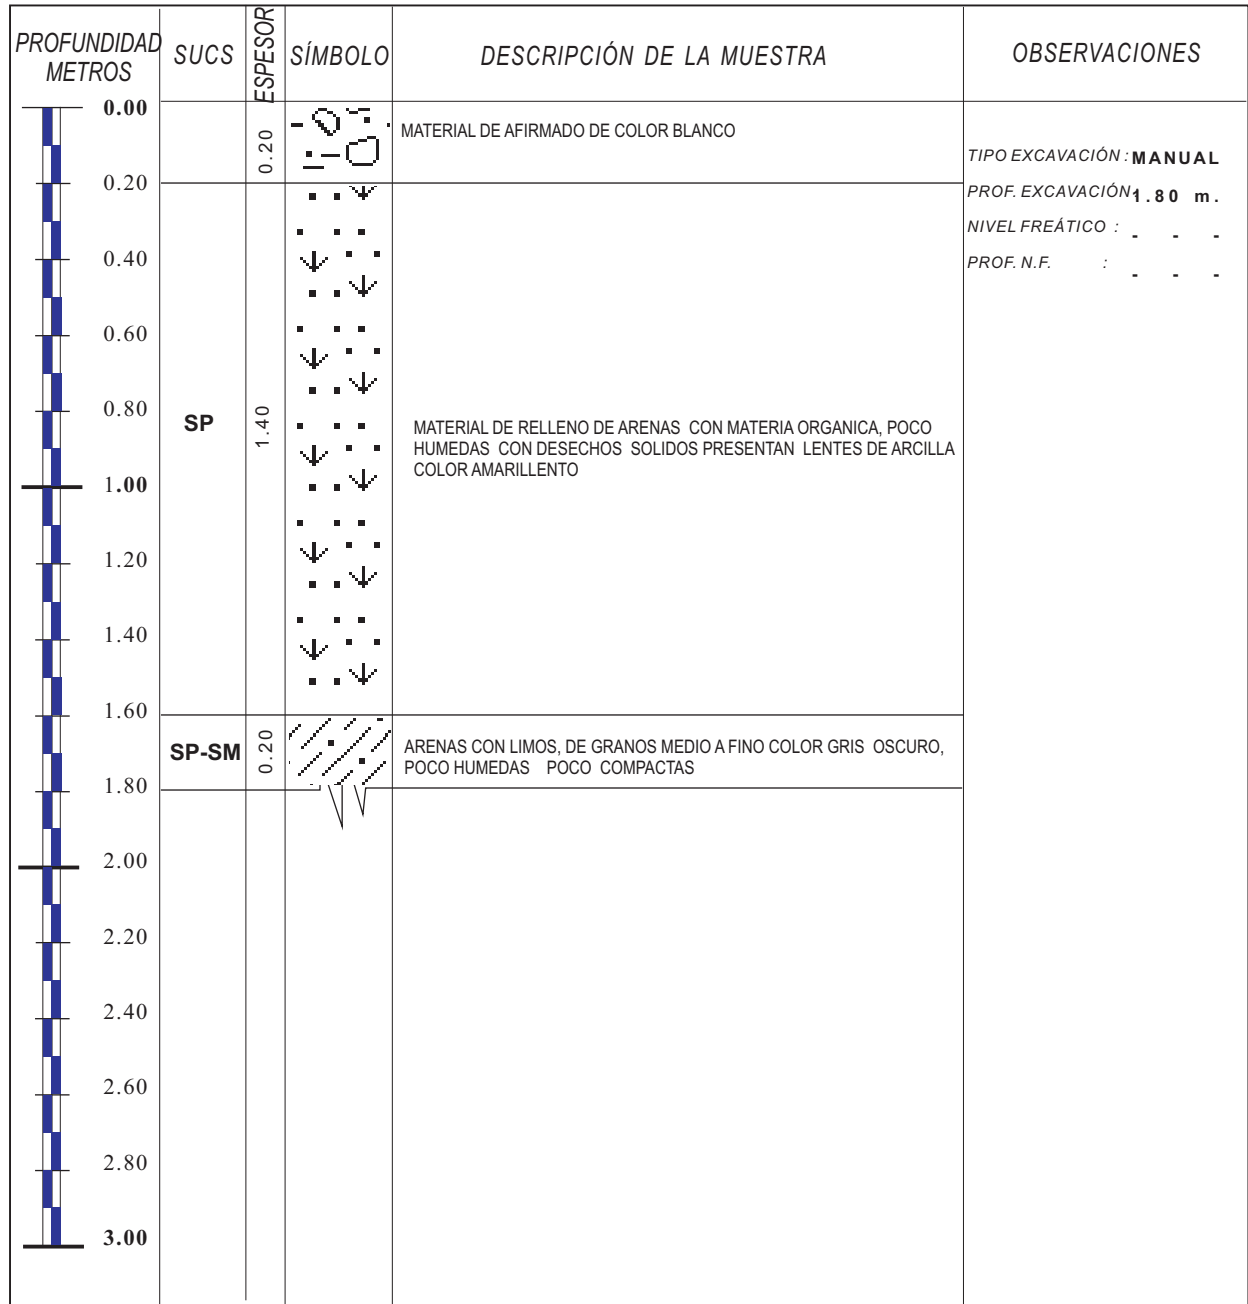 PROFUNDIDAD
METROS
SUCS
ESPESOR
SÍMBOLO
DESCRIPCIÓN DE LA MUESTRA
OBSERVACIONES
0.00
0.20
MATERIAL DE AFIRMADO DE COLOR BLANCO
TIPO EXCAVACIÓN : MANUAL
PROF. EXCAVACIÓN 1.80 m.
NIVEL FREÁTICO : - - -
PROF. N.F. : - - -
0.20
0.40
0.60
0.80
SP
1.40
MATERIAL DE RELLENO DE ARENAS CON MATERIA ORGANICA, POCO
HUMEDAS CON DESECHOS SOLIDOS PRESENTAN LENTES DE ARCILLA
COLOR AMARILLENTO
1.00
1.20
1.40
1.60
SP-SM
0.20
ARENAS CON LIMOS, DE GRANOS MEDIO A FINO COLOR GRIS OSCURO,
POCO HUMEDAS POCO COMPACTAS
1.80
2.00
2.20
2.40
2.60
2.80
3.00